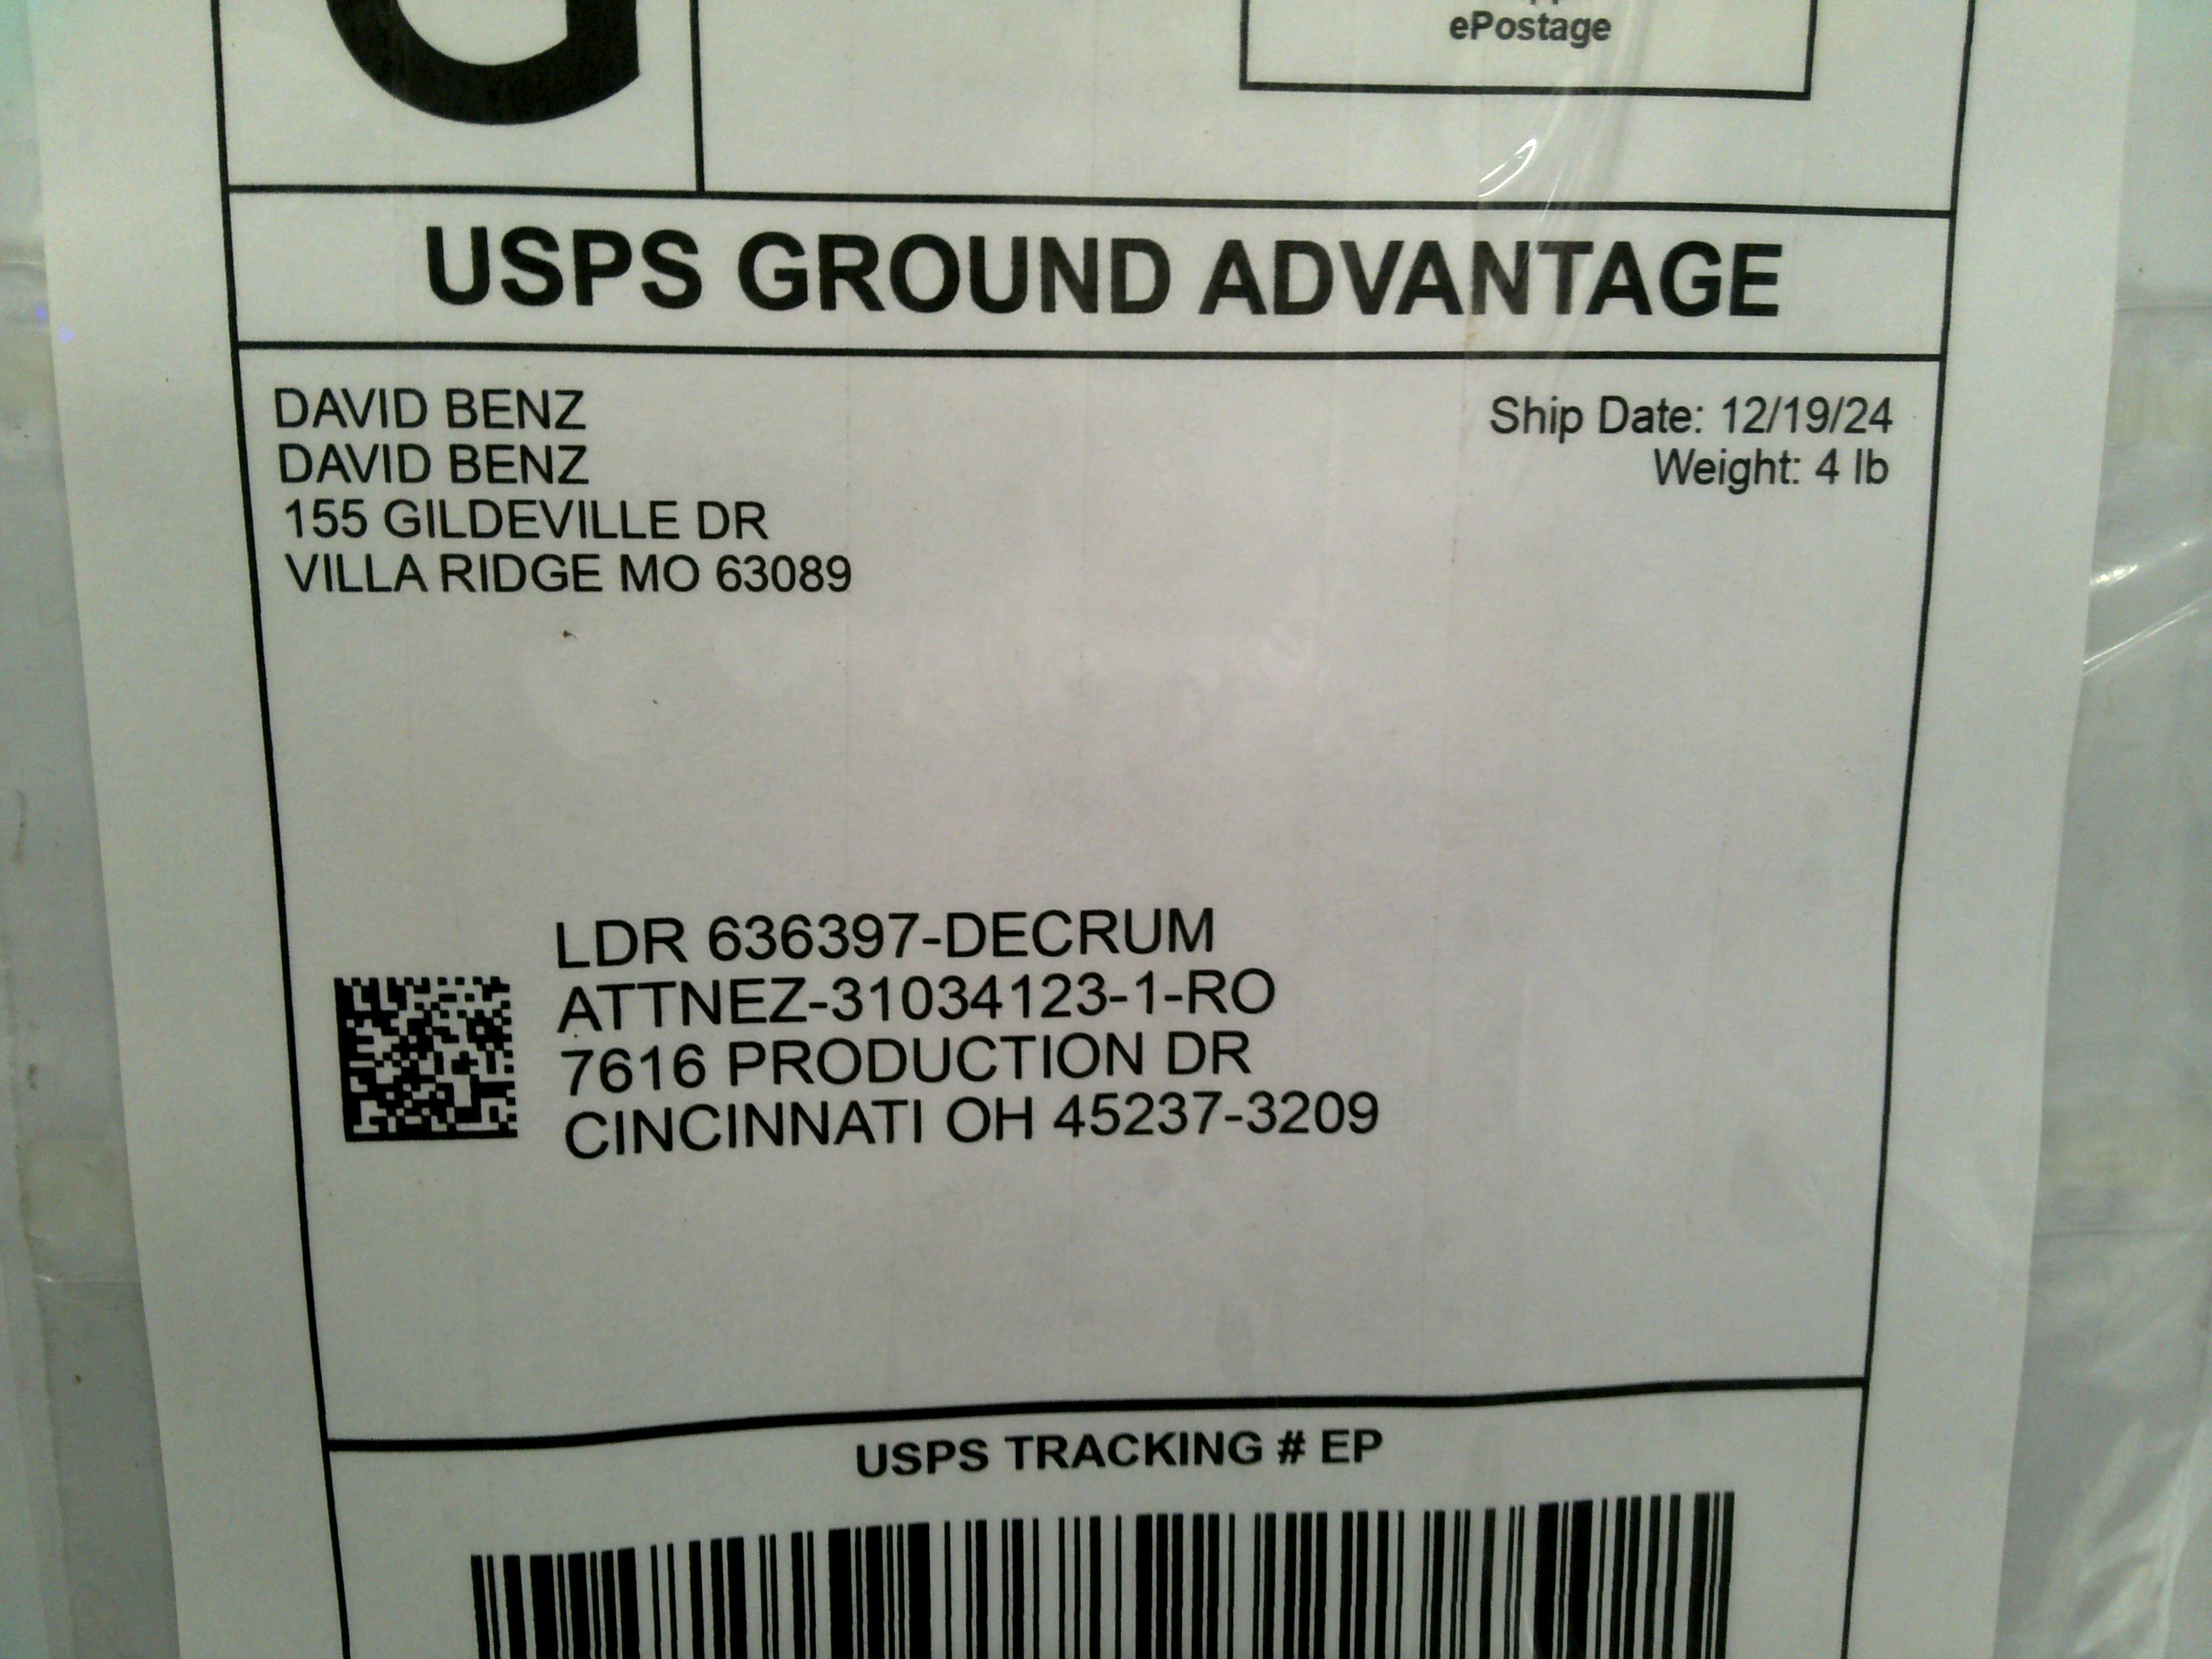 G
ePostage
USPS GROUND ADVANTAGE
DAVID BENZ
DAVID BENZ
155 GILDEVILLE DR
VILLA RIDGE MO 63089
Ship Date: 12/19/24
Weight: 4 lb
LDR 636397-DECRUM
ATTNEZ-31034123-1-RO
7616 PRODUCTION DR
CINCINNATI OH 45237-3209
USPS TRACKING # EP